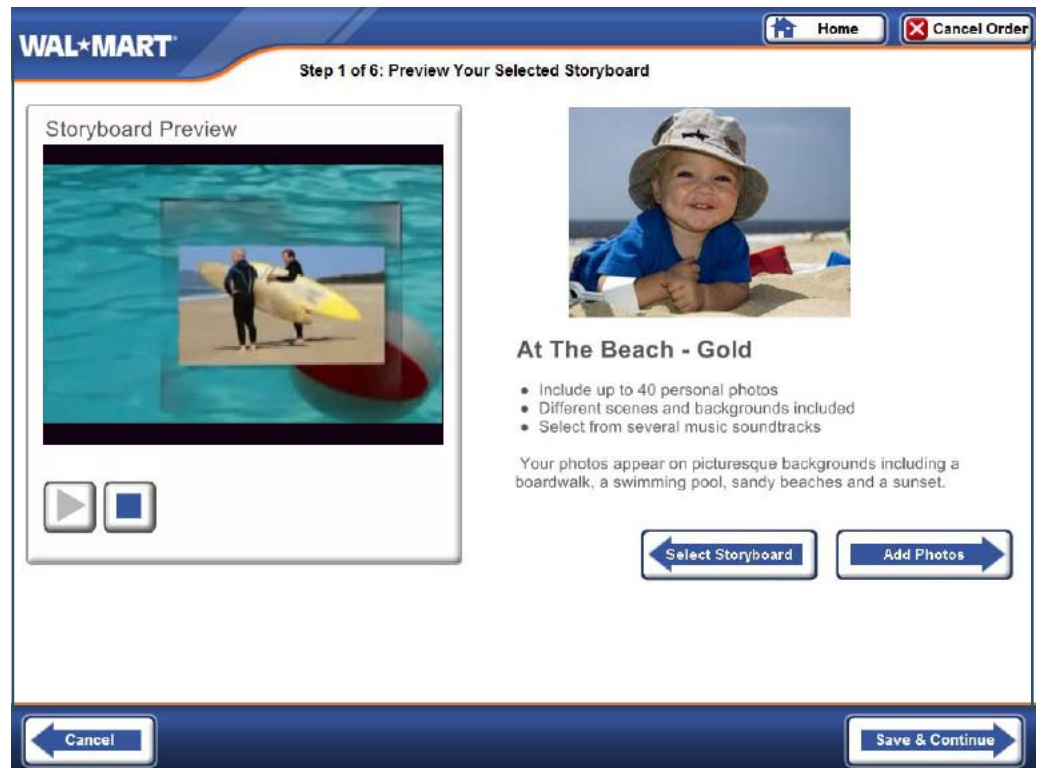 WAL★MART
Home
Cancel Order
Step 1 of 6: Preview Your Selected Storyboard
Storyboard Preview
At The Beach - Gold
• Include up to 40 personal photos
• Different scenes and backgrounds included
• Select from several music soundtracks
Your photos appear on picturesque backgrounds including a
boardwalk, a swimming pool, sandy beaches and a sunset.
Select Storyboard
Add Photos
Cancel
Save & Continue